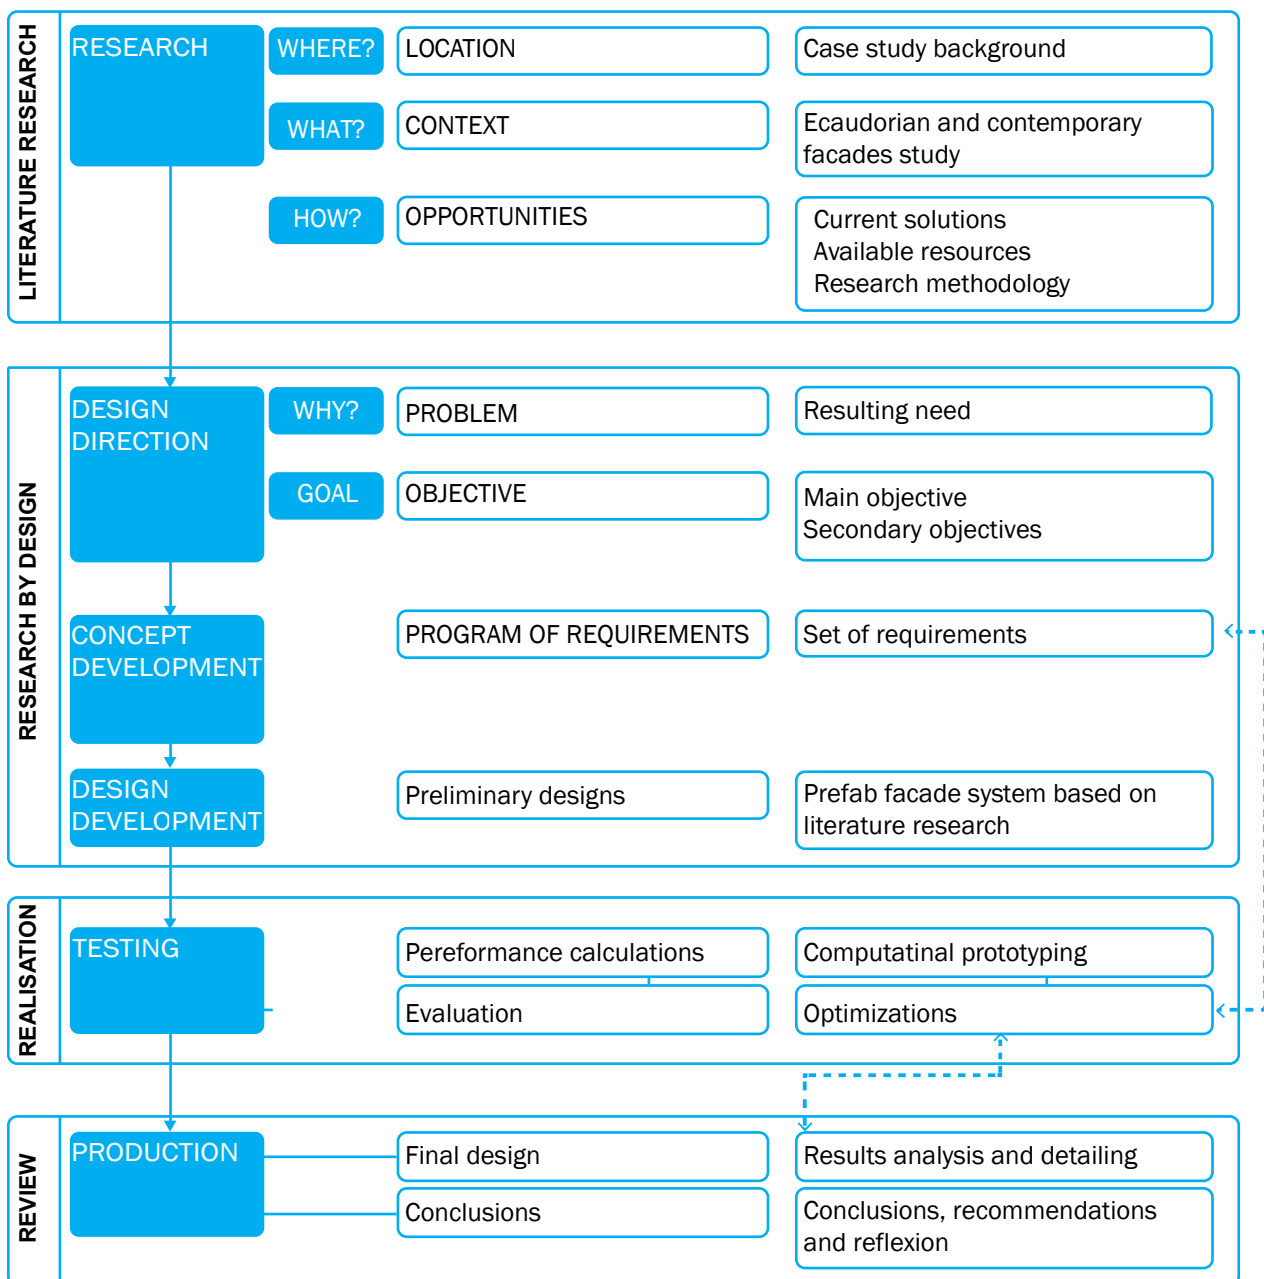 LITERATURE RESEARCH
RESEARCH
WHERE?
LOCATION
Case study background
WHAT?
CONTEXT
Ecaudorian and contemporary
facades study
HOW?
OPPORTUNITIES
Current solutions
Available resources
Research methodology
RESEARCH BY DESIGN
DESIGN
DIRECTION
WHY?
PROBLEM
Resulting need
GOAL
OBJECTIVE
Main objective
Secondary objectives
CONCEPT
DEVELOPMENT
PROGRAM OF REQUIREMENTS
Set of requirements
DESIGN
DEVELOPMENT
Preliminary designs
Prefab facade system based on
literature research
REALISATION
TESTING
Pereformance calculations
Computatinal prototyping
Evaluation
Optimizations
REVIEW
PRODUCTION
Final design
Results analysis and detailing
Conclusions
Conclusions, recommendations
and reflexion